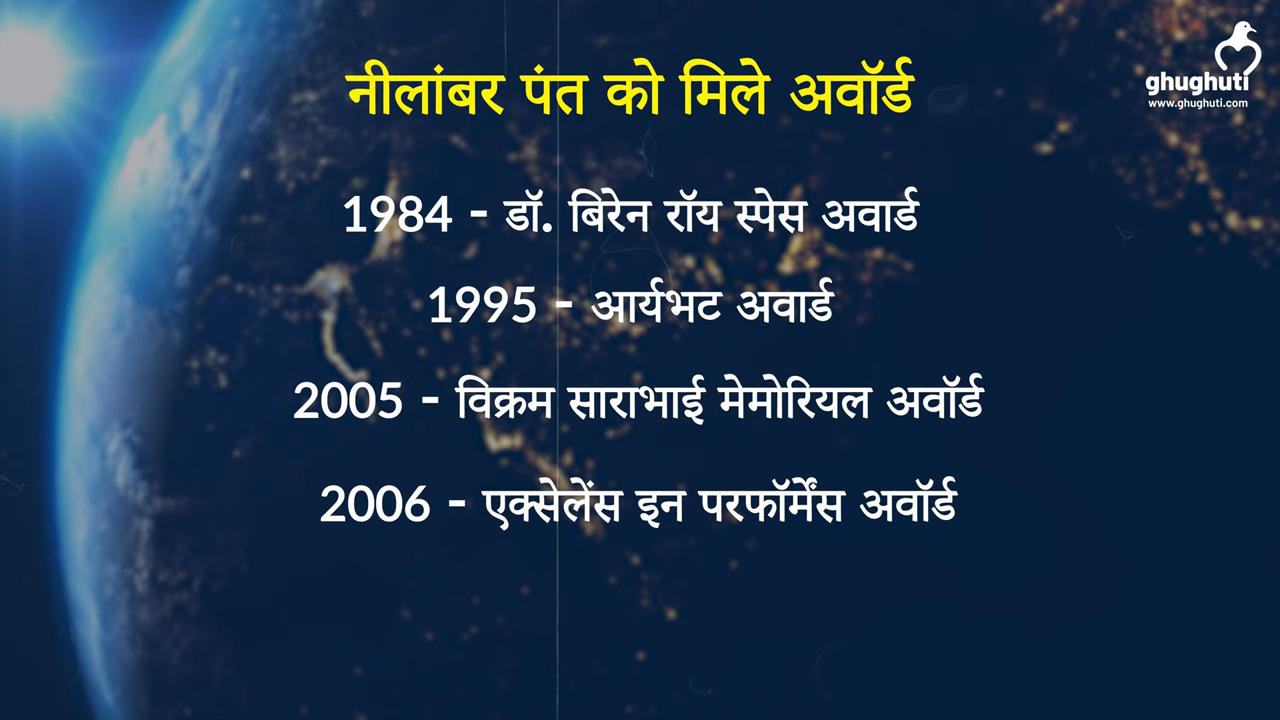 नीलांबर पंत को मिले अवॉर्ड
ghughuti
www.ghughuti.com
1984 - डॉ. बिरेन रॉय स्पेस अवार्ड
1995 - आर्यभट अवार्ड
2005 - विक्रम साराभाई मेमोरियल अवॉर्ड
2006 - एक्सेलेंस इन परफॉर्मेंस अवॉर्ड